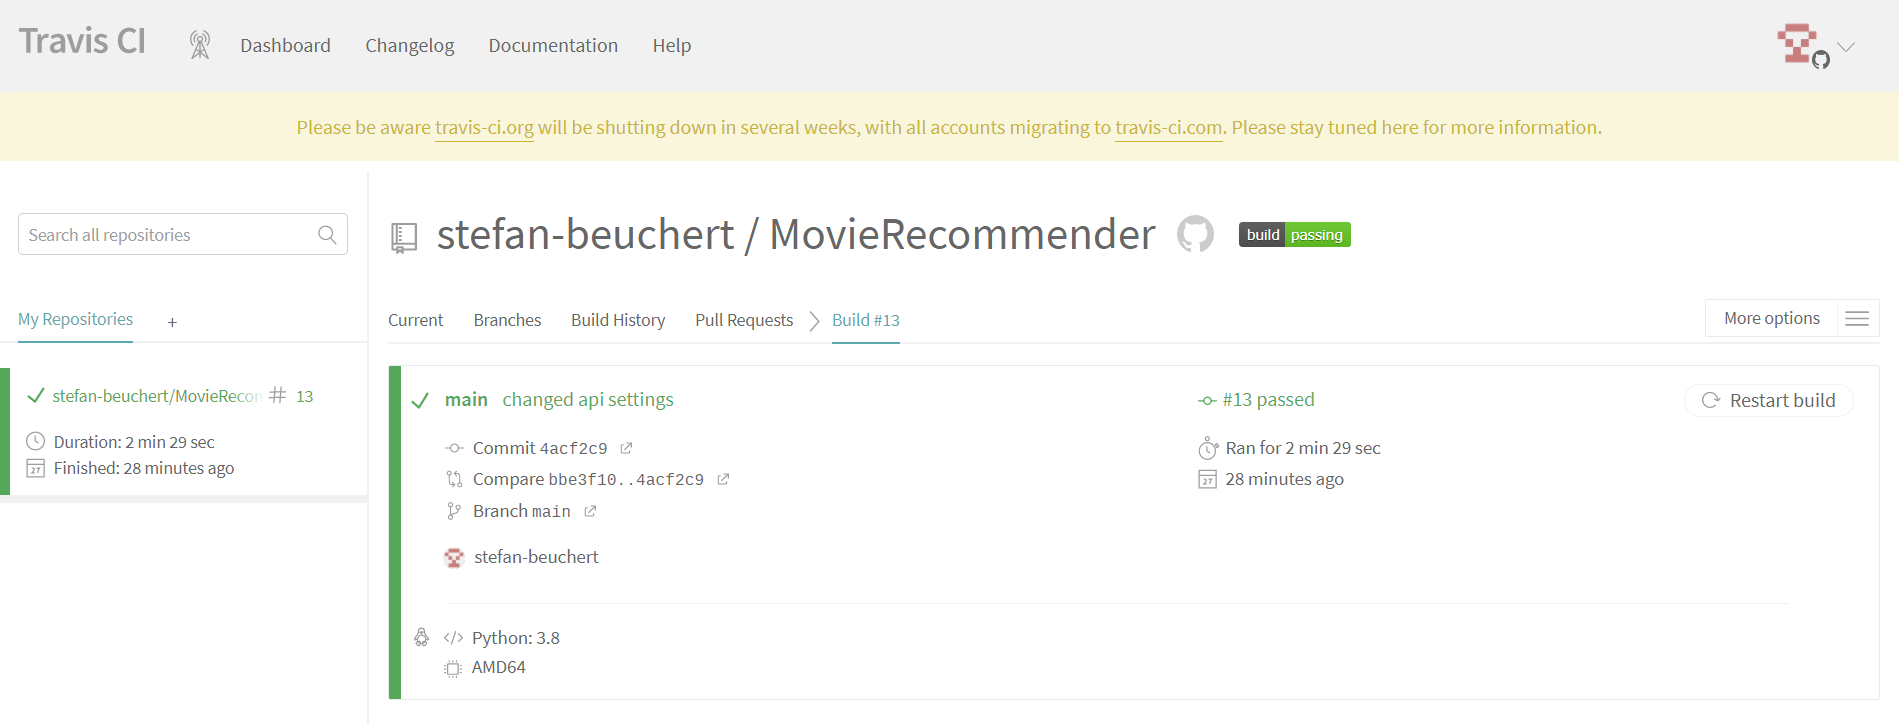 Travis CI
Dashboard
Changelog
Documentation
Help
Please be aware travis-ci.org will be shutting down in several weeks, with all accounts migrating to travis-ci.com. Please stay tuned here for more information.
Search all repositories
My Repositories +
stefan-beuchert/MovieRecon # 13
Duration: 2 min 29 sec
27 Finished: 28 minutes ago
stefan-beuchert / MovieRecommender
build passing
Current
Branches
Build History
Pull Requests
Build #13
More options
main changed api settings
Commit 4acf2c9
Compare bbe3f10..4acf2c9
Branch main
stefan-beuchert
#13 passed
Ran for 2 min 29 sec
27 28 minutes ago
Restart build
</> Python: 3.8
AMD64